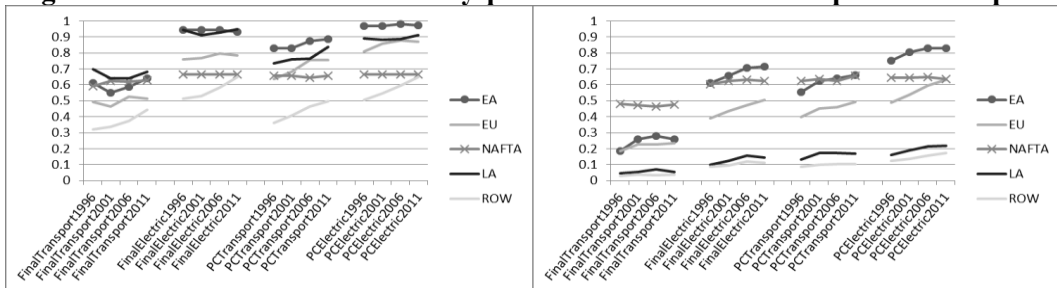 1
0.9
0.8
0.7
0.6
0.5
0.4
0.3
0.2
0.1
0
FinalTransport1996
FinalTransport2001
FinalTransport2006
FinalTransport2011
FinalElectric1996
FinalElectric2001
FinalElectric2006
FinalElectric2011
PCTransport1996
PCTransport2001
PCTransport2006
PCTransport2011
PCElectric1996
PCElectric2001
PCElectric2006
PCElectric2011
EA
EU
NAFTA
LA
ROW
1
0.9
0.8
0.7
0.6
0.5
0.4
0.3
0.2
0.1
0
FinalTransport1996
FinalTransport2001
FinalTransport2006
FinalTransport2011
FinalElectric1996
FinalElectric2001
FinalElectric2006
FinalElectric2011
PCTransport1996
PCTransport2001
PCTransport2006
PCTransport2011
PCElectric1996
PCElectric2001
PCElectric2006
PCElectric2011
EA
EU
NAFTA
LA
ROW